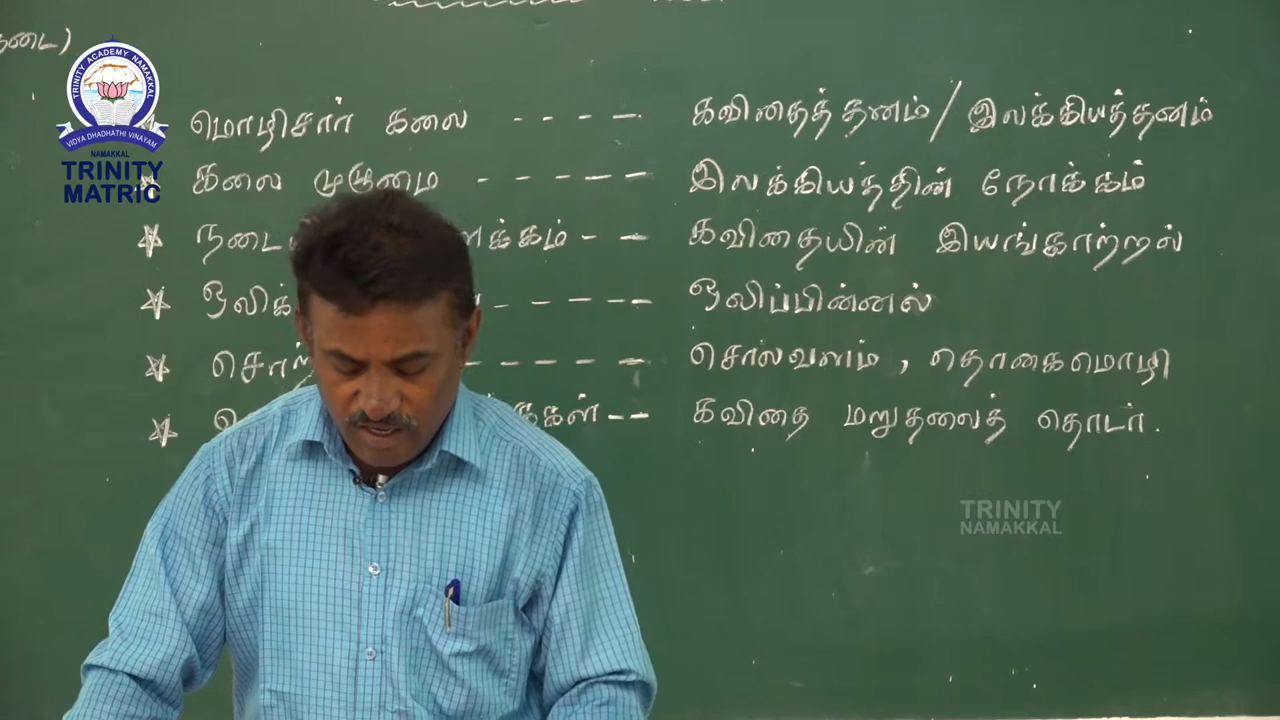 டை)
TRINITY ACADEMY NAMAKKAL
VIDYA DHADHATHI VINAYAM
NAMAKKAL
TRINITY
MATRIC
மொழிசார் கலை - - - - கவிதைத்தனம் / இலக்கியத்தனம்
கலை முழுமை - - - - - - இலக்கியத்தின் நோக்கம்
நடை க்கம் - - கவிதையின் இயங்காற்றல்
ஒலிக் - - - - - ஒலிப்பின்னல்
சொற் - - - - - சொல்வளம் , தொகைமொழி
கள் - - கவிதை மறுதலைத் தொடர்.
TRINITY
NAMAKKAL